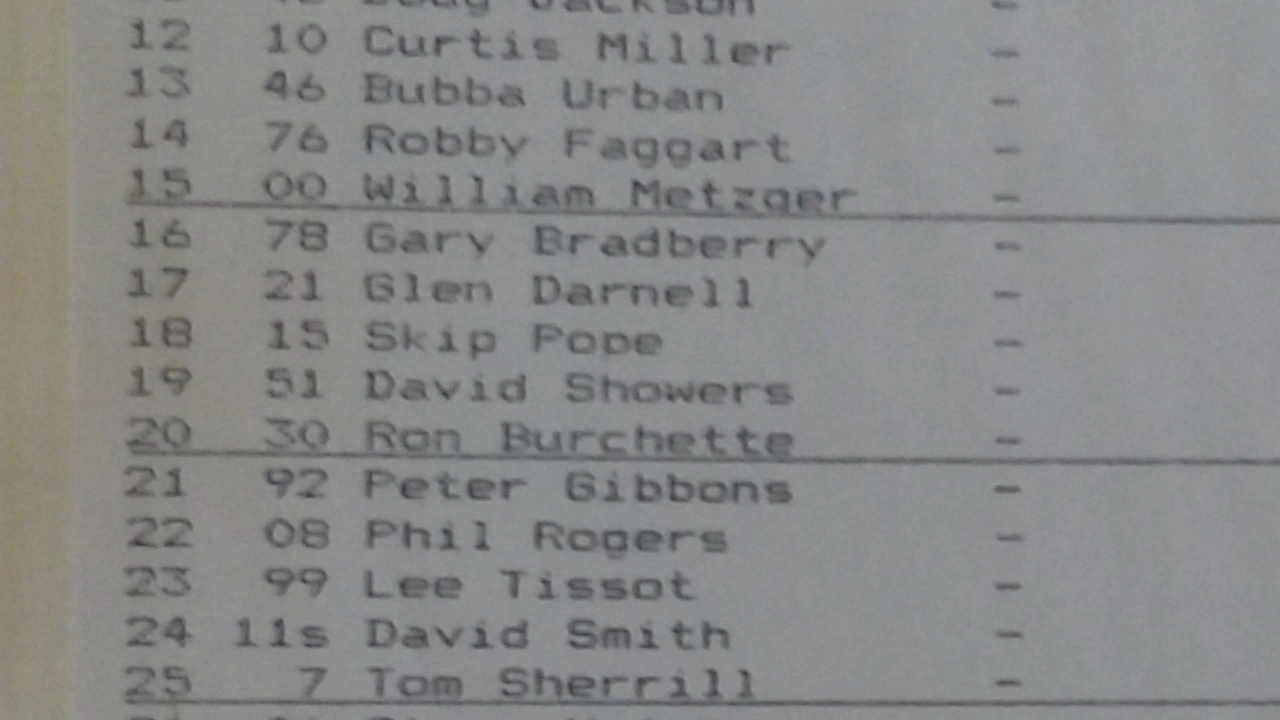 Doug Jackson -
12 10 Curtis Miller -
13 46 Bubba Urban -
14 76 Robby Faggart -
15 00 William Metzger -
16 78 Gary Bradberry -
17 21 Glen Darnell -
18 15 Skip Pope -
19 51 David Showers -
20 30 Ron Burchette -
21 92 Peter Gibbons -
22 08 Phil Rogers -
23 99 Lee Tissot -
24 11s David Smith -
25 7 Tom Sherrill -